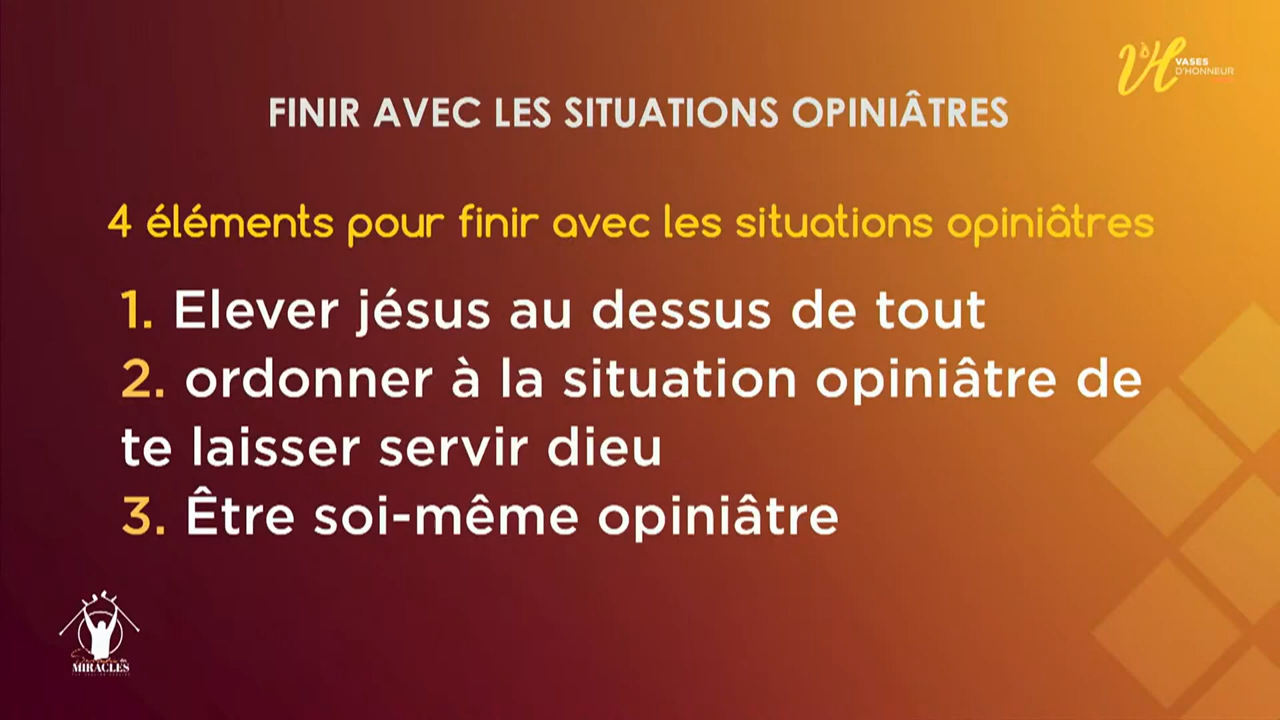 VASES
D'HONNEUR
FINIR AVEC LES SITUATIONS OPINIÂTRES
4 éléments pour finir avec les situations opiniâtres
1. Elever jésus au dessus de tout
2. ordonner à la situation opiniâtre de
te laisser servir dieu
3. Être soi-même opiniâtre
MIRACLES